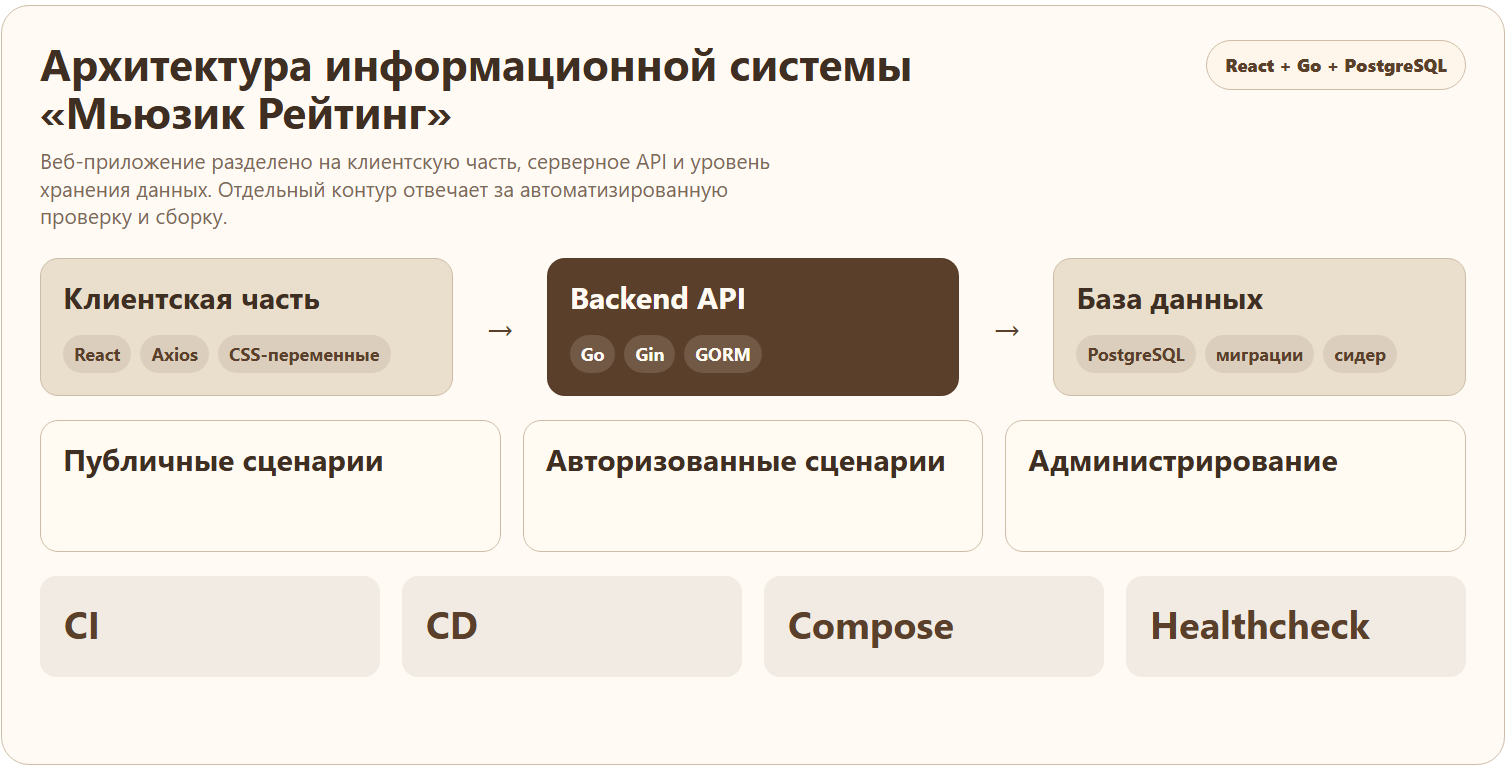 Архитектура информационной системы
«Мьюзик Рейтинг»
React + Go + PostgreSQL
Веб-приложение разделено на клиентскую часть, серверное API и уровень
хранения данных. Отдельный контур отвечает за автоматизированную
проверку и сборку.
Клиентская часть
React Axios CSS-переменные
→
Backend API
Go Gin GORM
→
База данных
PostgreSQL миграции сидер
Публичные сценарии
Авторизованные сценарии
Администрирование
CI
CD
Compose
Healthcheck